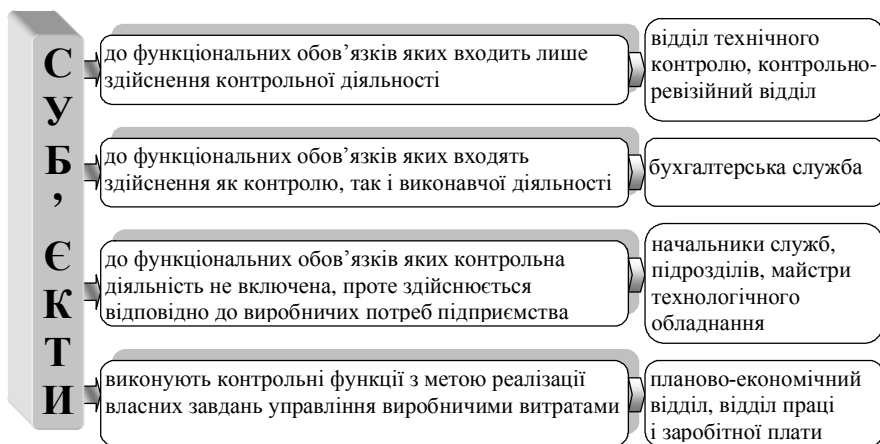 СУБ’ЄКТИ
до функціональних обов’язків яких входить лише
здійснення контрольної діяльності
відділ технічного
контролю, контрольно-
ревізійний відділ
до функціональних обов’язків яких входять
здійснення як контролю, так і виконавчої діяльності
бухгалтерська служба
до функціональних обов’язків яких контрольна
діяльність не включена, проте здійснюється
відповідно до виробничих потреб підприємства
начальники служб,
підрозділів, майстри
технологічного
обладнання
виконують контрольні функції з метою реалізації
власних завдань управління виробничими витратами
планово-економічний
відділ, відділ праці
і заробітної плати